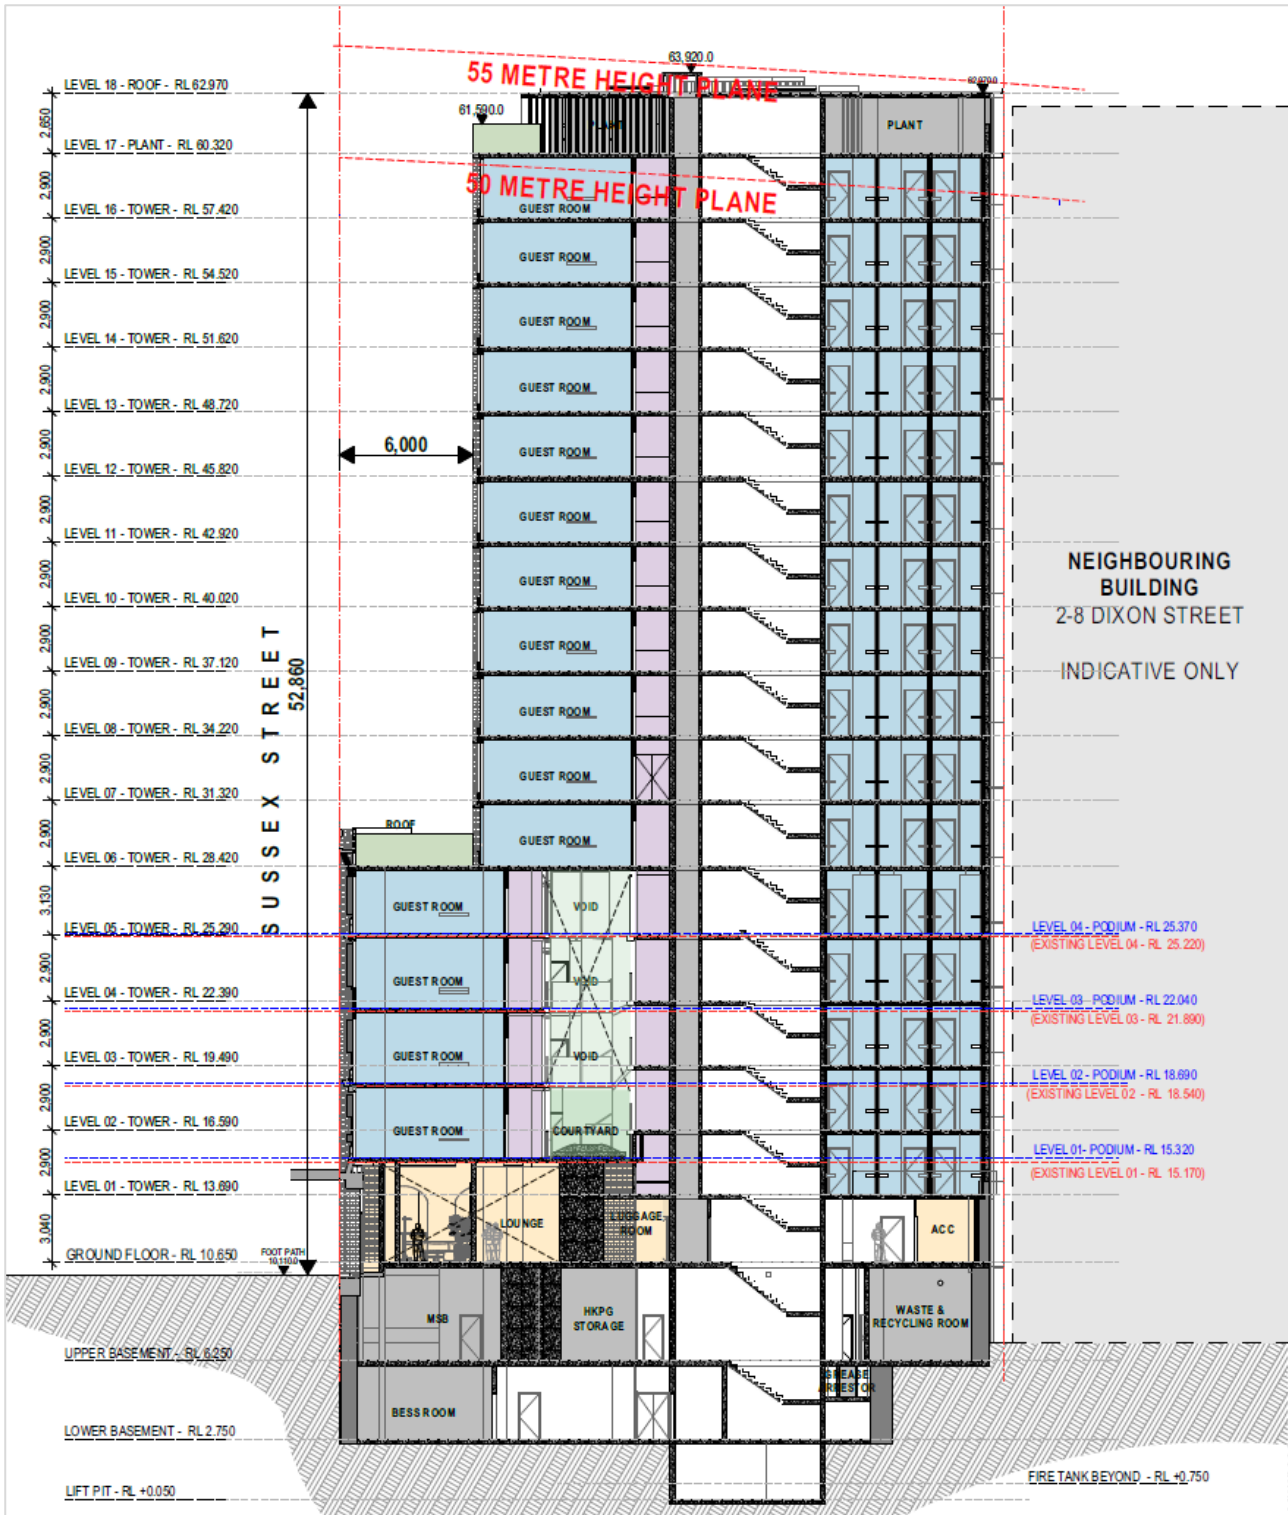 63,920.0
55 METRE HEIGHT PLANE
LEVEL 18 - ROOF - RL 62.970
62,970.0
61,590.0
2,650
PLANT
PLANT
LEVEL 17 - PLANT - RL 60.320
2,900
50 METRE HEIGHT PLANE
GUEST ROOM
LEVEL 16 - TOWER - RL 57.420
2,900
GUEST ROOM
LEVEL 15 - TOWER - RL 54.520
2,900
GUEST ROOM
LEVEL 14 - TOWER - RL 51.620
2,900
GUEST ROOM
LEVEL 13 - TOWER - RL 48.720
2,900
6,000
GUEST ROOM
LEVEL 12 - TOWER - RL 45.820
2,900
GUEST ROOM
LEVEL 11 - TOWER - RL 42.920
2,900
GUEST ROOM
LEVEL 10 - TOWER - RL 40.020
2,900
GUEST ROOM
LEVEL 09 - TOWER - RL 37.120
2,900
GUEST ROOM
LEVEL 08 - TOWER - RL 34.220
2,900
GUEST ROOM
LEVEL 07 - TOWER - RL 31.320
2,900
GUEST ROOM
LEVEL 06 - TOWER - RL 28.420
SUSSEX STREET
52,860
NEIGHBOURING
BUILDING
2-8 DIXON STREET
INDICATIVE ONLY
ROOF
3,130
GUEST ROOM
VOID
LEVEL 05 - TOWER - RL 25.290
LEVEL 04 - PODIUM - RL 25.370
(EXISTING LEVEL 04 - RL 25.220)
2,900
GUEST ROOM
VOID
LEVEL 04 - TOWER - RL 22.390
LEVEL 03 - PODIUM - RL 22.040
(EXISTING LEVEL 03 - RL 21.890)
2,900
GUEST ROOM
VOID
LEVEL 03 - TOWER - RL 19.490
LEVEL 02 - PODIUM - RL 18.690
(EXISTING LEVEL 02 - RL 18.540)
2,900
GUEST ROOM
COURTYARD
LEVEL 02 - TOWER - RL 16.590
LEVEL 01- PODIUM - RL 15.320
(EXISTING LEVEL 01 - RL 15.170)
2,900
LEVEL 01 - TOWER - RL 13.690
3,040
LOUNGE
LUGGAGE
ROOM
ACC
GROUND FLOOR - RL 10.650
FOOT PATH
10,110.0
MSB
HKPG
STORAGE
WASTE &
RECYCLING ROOM
UPPER BASEMENT - RL 6.250
GREASE
ARRESTOR
BESS ROOM
LOWER BASEMENT - RL 2.750
LIFT PIT - RL +0.050
FIRE TANK BEYOND - RL +0.750